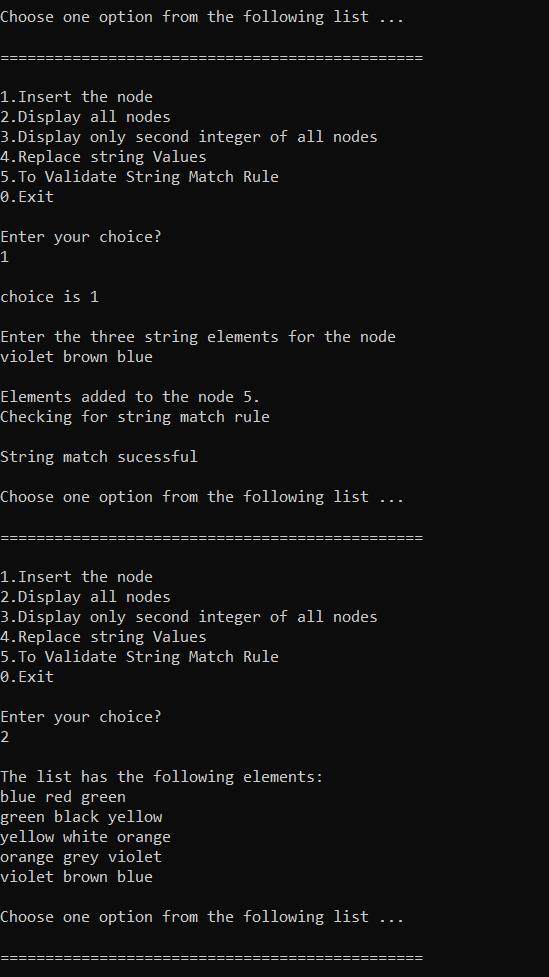 Choose one option from the following list ...
===============================================
1.Insert the node
2.Display all nodes
3.Display only second integer of all nodes
4.Replace string Values
5.To Validate String Match Rule
0.Exit
Enter your choice?
1
choice is 1
Enter the three string elements for the node
violet brown blue
Elements added to the node 5.
Checking for string match rule
String match sucessful
Choose one option from the following list ...
===============================================
1.Insert the node
2.Display all nodes
3.Display only second integer of all nodes
4.Replace string Values
5.To Validate String Match Rule
0.Exit
Enter your choice?
2
The list has the following elements:
blue red green
green black yellow
yellow white orange
orange grey violet
violet brown blue
Choose one option from the following list ...
===============================================